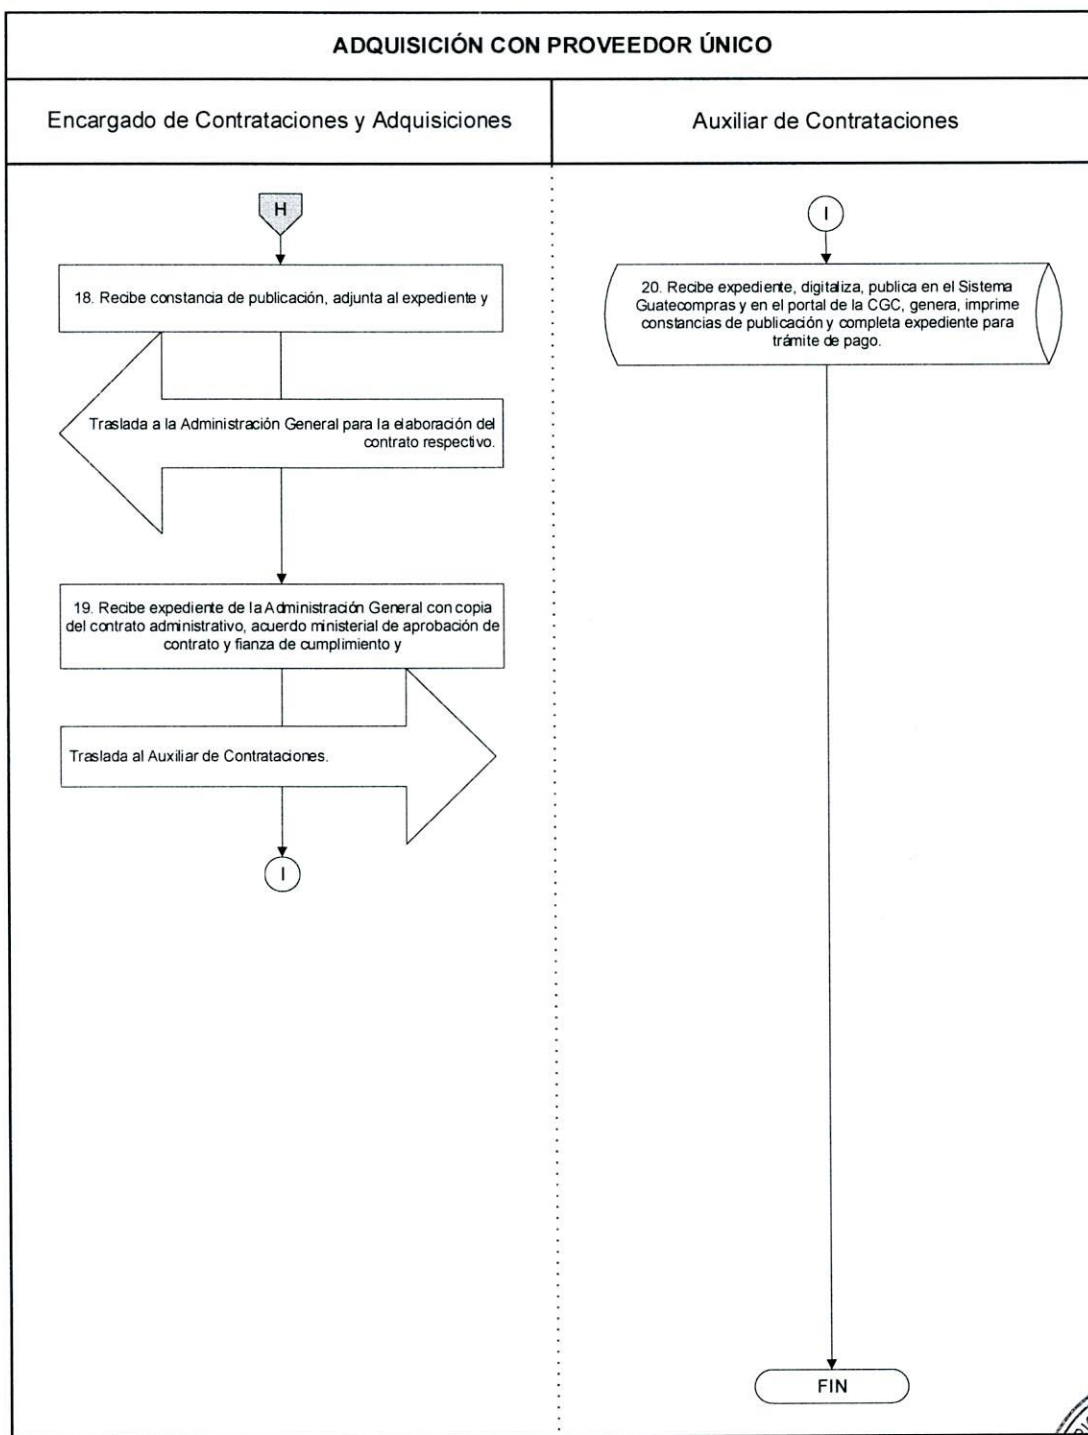 ADQUISICIÓN CON PROVEEDOR ÚNICO
Encargado de Contrataciones y Adquisiciones
Auxiliar de Contrataciones
H
18. Recibe constancia de publicación, adjunta al expediente y
Traslada a la Administración General para la elaboración del
contrato respectivo.
19. Recibe expediente de la Administración General con copia
del contrato administrativo, acuerdo ministerial de aprobación de
contrato y fianza de cumplimiento y
Traslada al Auxiliar de Contrataciones.
I
I
20. Recibe expediente, digitaliza, publica en el Sistema
Guatecompras y en el portal de la CGC, genera, imprime
constancias de publicación y completa expediente para
trámite de pago.
FIN